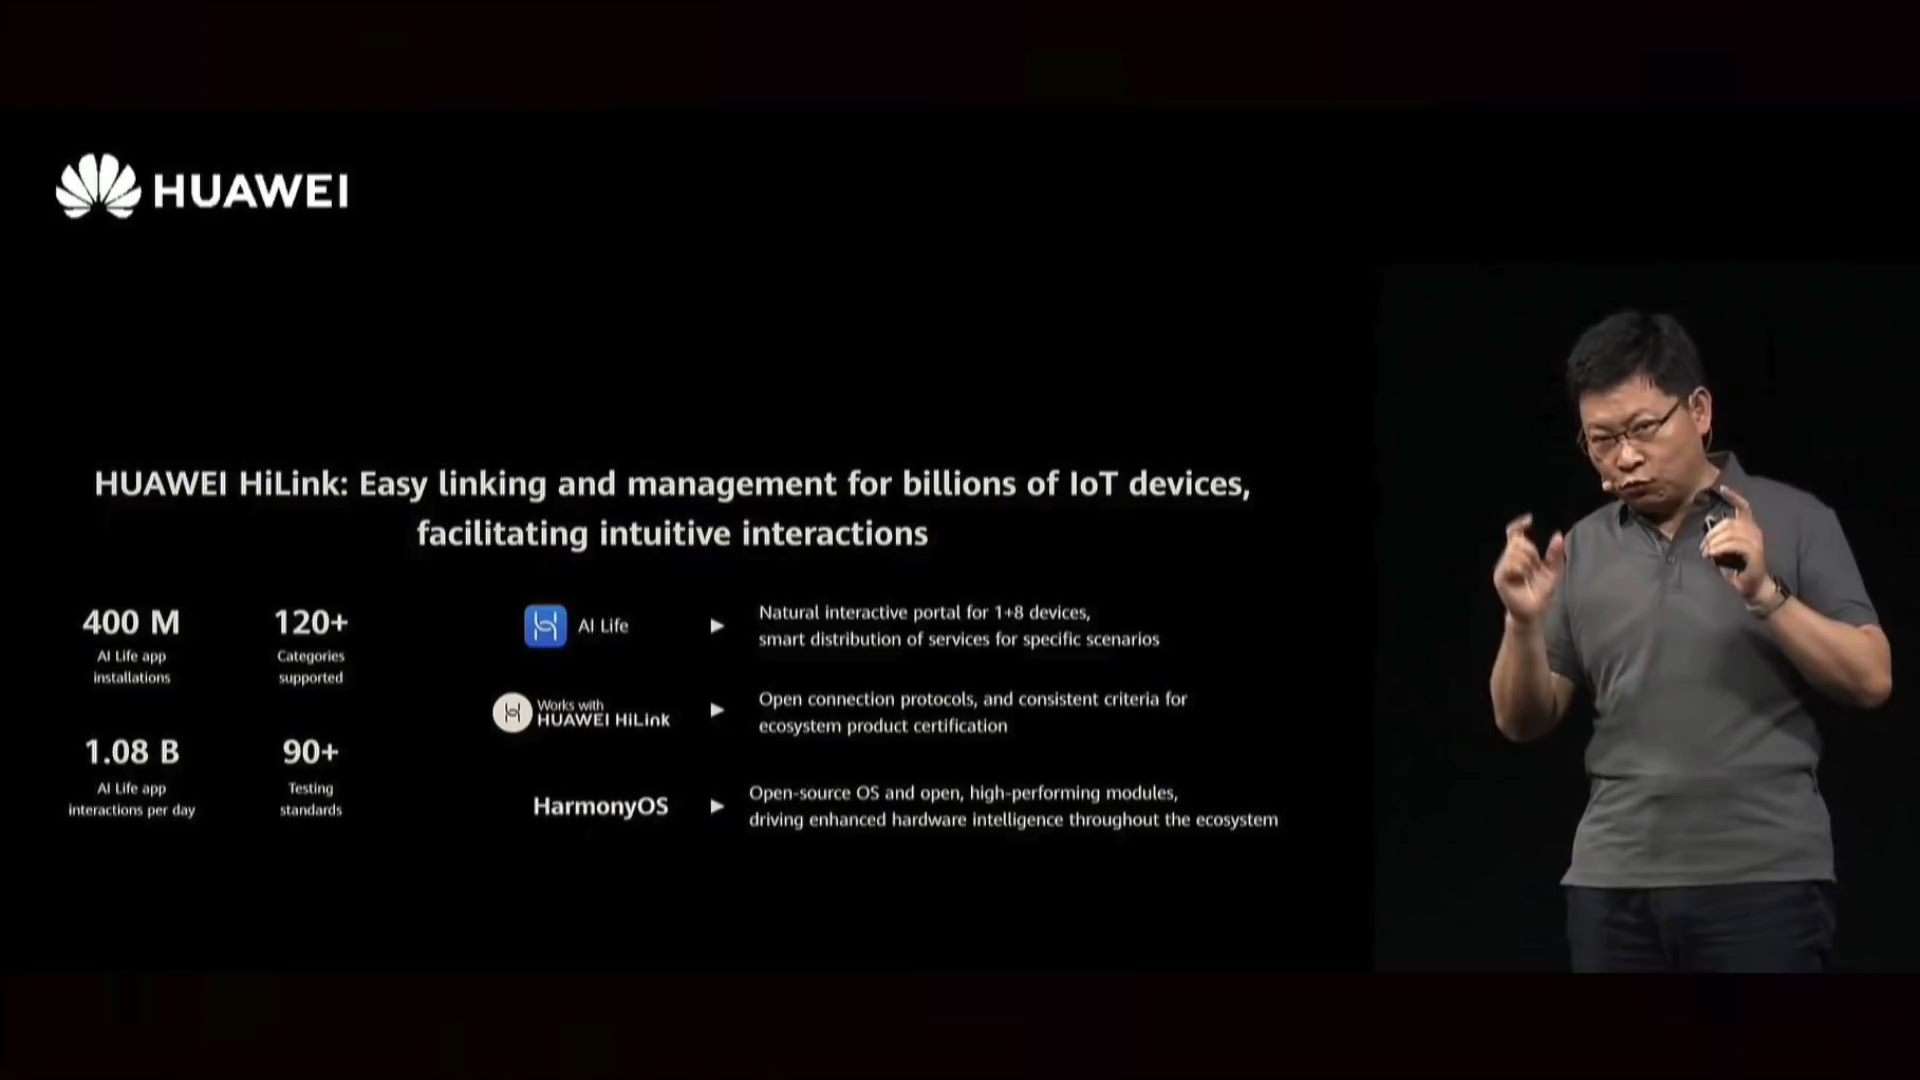 HUAWEI
HUAWEI HiLink: Easy linking and management for billions of IoT devices,
facilitating intuitive interactions
400 M
AI Life app
installations
120+
Categories
supported
1.08 B
AI Life app
interactions per day
90+
Testing
standards
AI Life
Natural interactive portal for 1+8 devices,
smart distribution of services for specific scenarios
Works with
HUAWEI HiLink
Open connection protocols, and consistent criteria for
ecosystem product certification
HarmonyOS
Open-source OS and open, high-performing modules,
driving enhanced hardware intelligence throughout the ecosystem